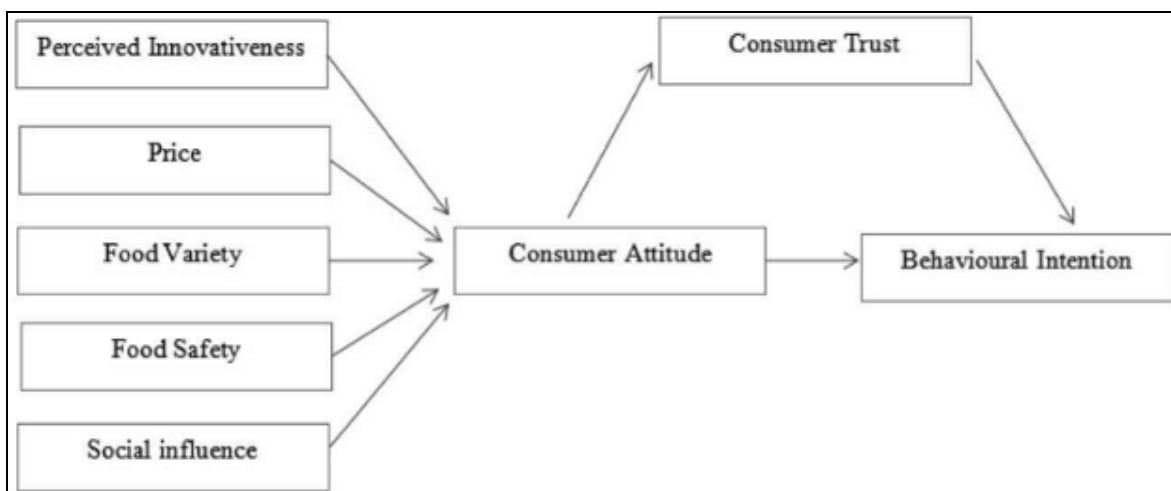 Perceived Innovativeness
Price
Food Variety
Food Safety
Social influence
Consumer Attitude
Consumer Trust
Behavioural Intention